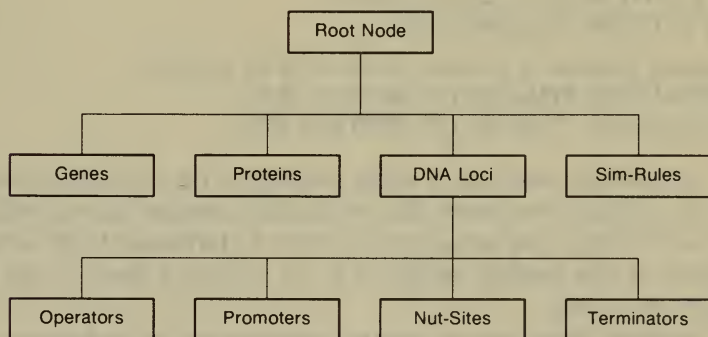 Root Node
Genes Proteins DNA Loci Sim-Rules
Operators Promoters Nut-Sites Terminators